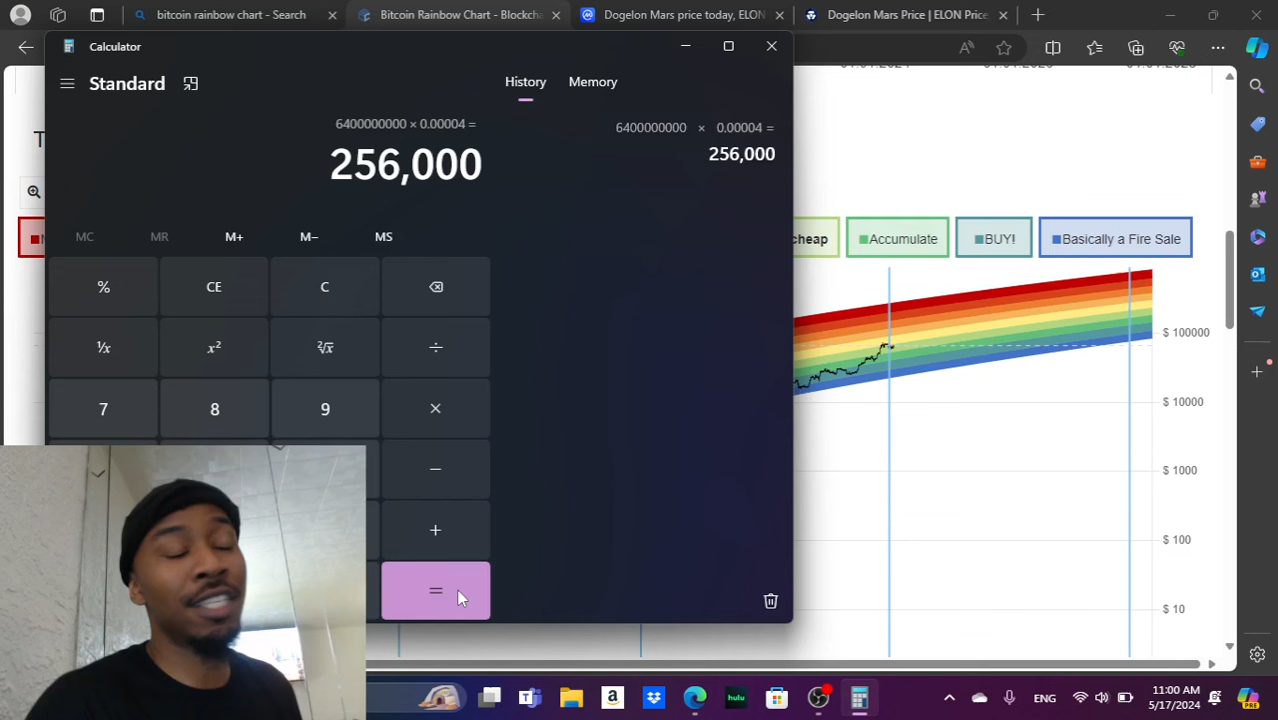 bitcoin rainbow chart - Search
Bitcoin Rainbow Chart - Blockcha
Dogelon Mars price today, ELON
Dogelon Mars Price | ELON Price,
Calculator
Standard
History
Memory
6400000000 × 0.00004 =
256,000
6400000000 × 0.00004 =
256,000
MC MR M+ M− MS
% CE C
¹/x x² ²√x ÷
7 8 9 ×
−
+
=
T
cheap
Accumulate
BUY!
Basically a Fire Sale
$ 100000
$ 10000
$ 1000
$ 100
$ 10
hulu
ENG
11:00 AM
5/17/2024
PRE